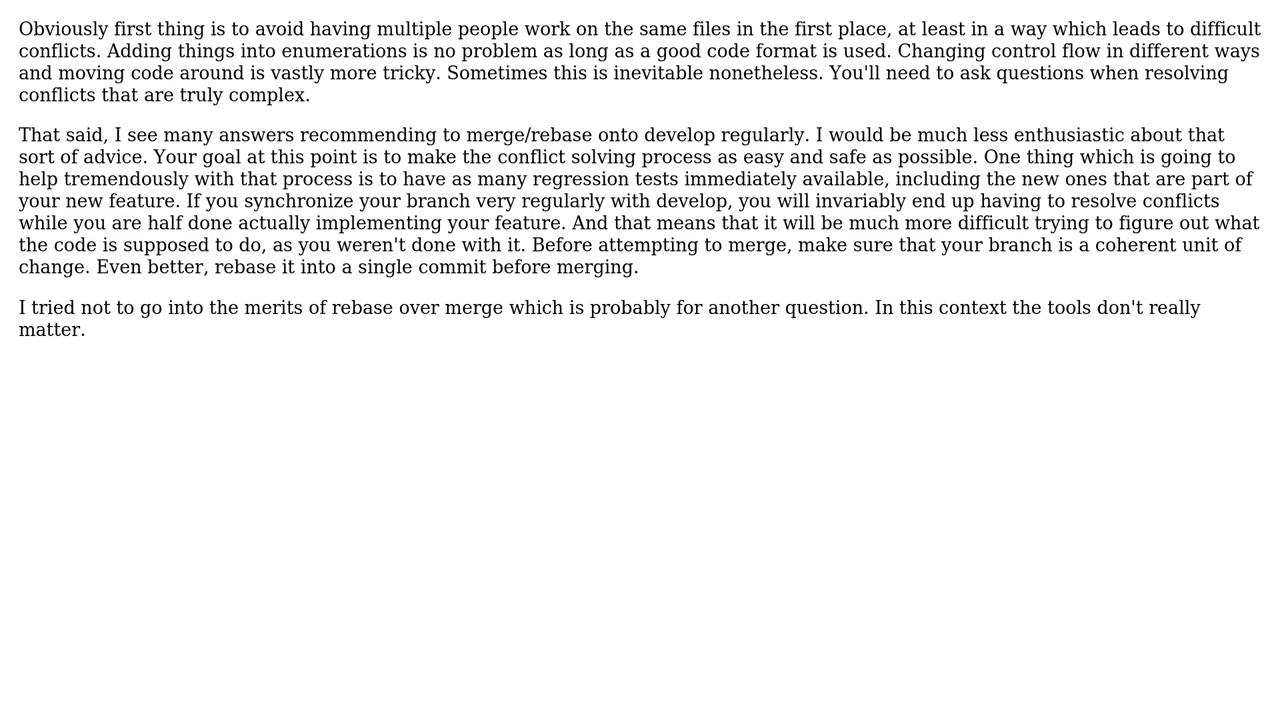 Obviously first thing is to avoid having multiple people work on the same files in the first place, at least in a way which leads to difficult
conflicts. Adding things into enumerations is no problem as long as a good code format is used. Changing control flow in different ways
and moving code around is vastly more tricky. Sometimes this is inevitable nonetheless. You'll need to ask questions when resolving
conflicts that are truly complex.
That said, I see many answers recommending to merge/rebase onto develop regularly. I would be much less enthusiastic about that
sort of advice. Your goal at this point is to make the conflict solving process as easy and safe as possible. One thing which is going to
help tremendously with that process is to have as many regression tests immediately available, including the new ones that are part of
your new feature. If you synchronize your branch very regularly with develop, you will invariably end up having to resolve conflicts
while you are half done actually implementing your feature. And that means that it will be much more difficult trying to figure out what
the code is supposed to do, as you weren't done with it. Before attempting to merge, make sure that your branch is a coherent unit of
change. Even better, rebase it into a single commit before merging.
I tried not to go into the merits of rebase over merge which is probably for another question. In this context the tools don't really
matter.